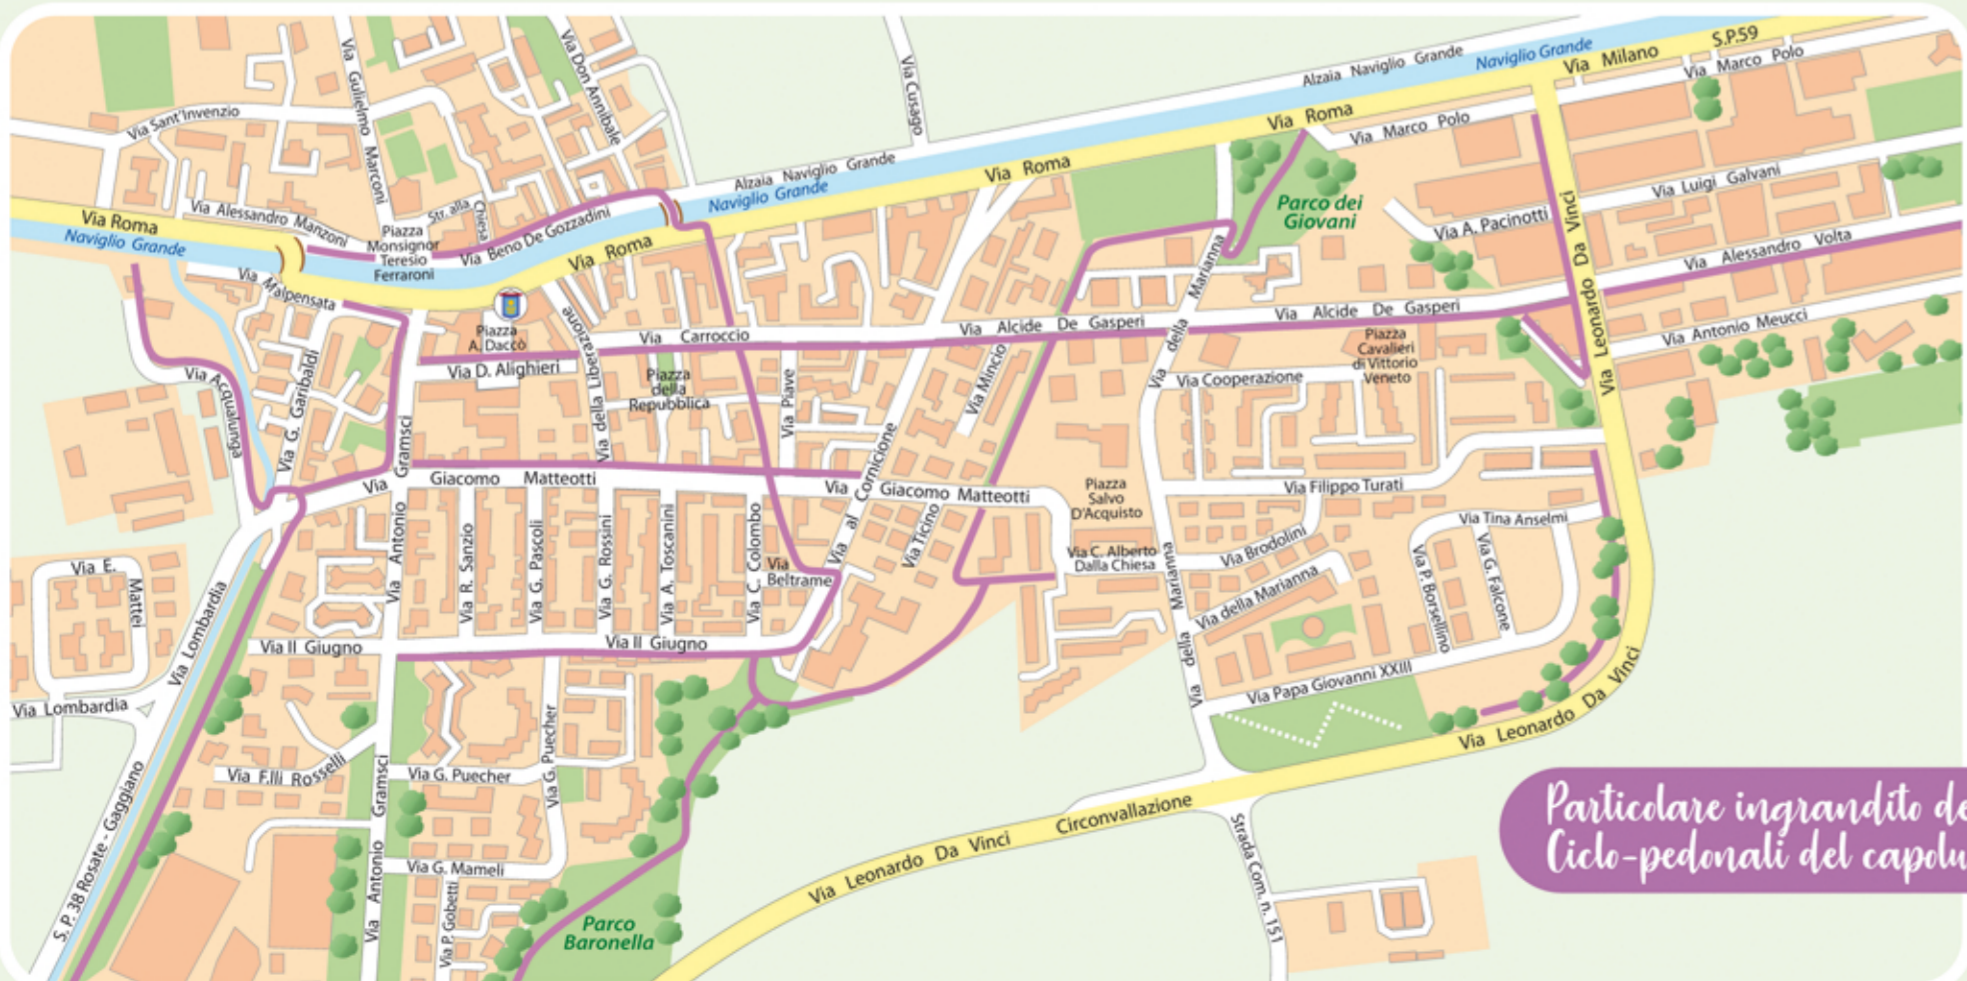 Via Gulielmo Marconi
Via Don Annibale
Via Cusago
Alzaia Naviglio Grande
Naviglio Grande
Via Milano
S.P.59
Via Marco Polo
Via Sant'Invenzio
Via Roma
Via Marco Polo
Alzaia Naviglio Grande
Naviglio Grande
Via Roma
Via Luigi Galvani
Via Alessandro Manzoni
Str. alla Chiesa
Via Roma
Naviglio Grande
Piazza
Monsignor
Teresio
Ferraroni
Via Beno De Gozzadini
Via Roma
Parco dei
Giovani
Via A. Pacinotti
Via Leonardo Da Vinci
Via Alessandro Volta
Via Malpensata
Piazza
A. Daccò
Via della Liberazione
Via Carroccio
Via Alcide De Gasperi
Via Alcide De Gasperi
Via della Marianna
Piazza
Cavalieri
di Vittorio
Veneto
Via Antonio Meucci
Via D. Alighieri
Piazza
della
Repubblica
Via Piave
Via Mincio
Via Cooperazione
Via Acqualunga
Via G. Garibaldi
Via Antonio Gramsci
Via Giacomo Matteotti
Via Giacomo Matteotti
Via al Cornicione
Via Ticino
Piazza
Salvo
D'Acquisto
Via Filippo Turati
Via Tina Anselmi
Via E. Mattei
Via R. Sanzio
Via G. Pascoli
Via G. Rossini
Via A. Toscanini
Via C. Colombo
Via
Beltrame
Via C. Alberto
Dalla Chiesa
Via Brodolini
Via della Marianna
Via P. Borsellino
Via G. Falcone
Via Lombardia
Via II Giugno
Via II Giugno
Via della Marianna
Via Papa Giovanni XXIII
Via Lombardia
Via Leonardo Da Vinci
Via F.lli Rosselli
Via G. Puecher
Via G. Puecher
S. P. 38 Rosate - Gaggiano
Via Antonio Gramsci
Via G. Mameli
Via P. Gobetti
Parco
Baronella
Via Leonardo Da Vinci Circonvallazione
Strada Com. n. 151
Particolare ingrandito de
Ciclo-pedonali del capolu